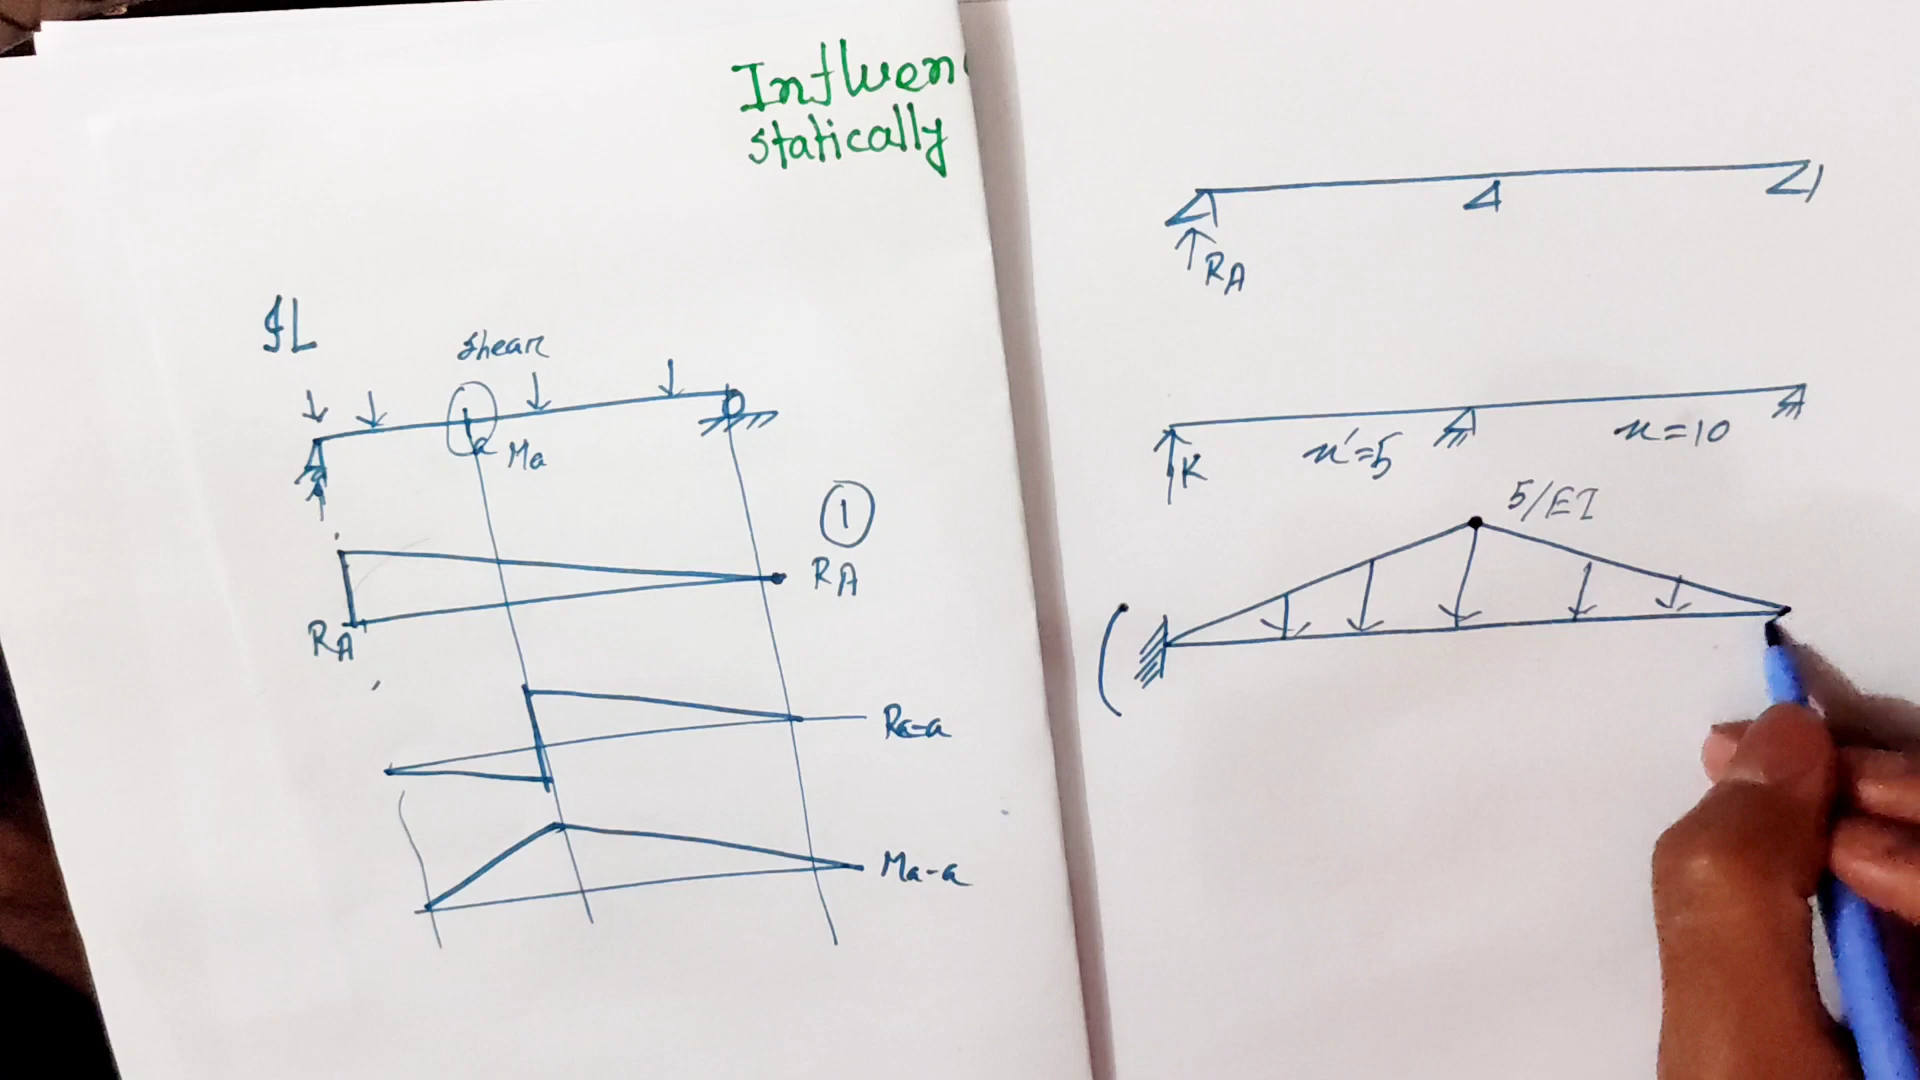 Influen
statically
IL
shear
a
Ma
1
RA
RA
Ra-a
Ma-a
RA
K
x'=5
x=10
5/EI